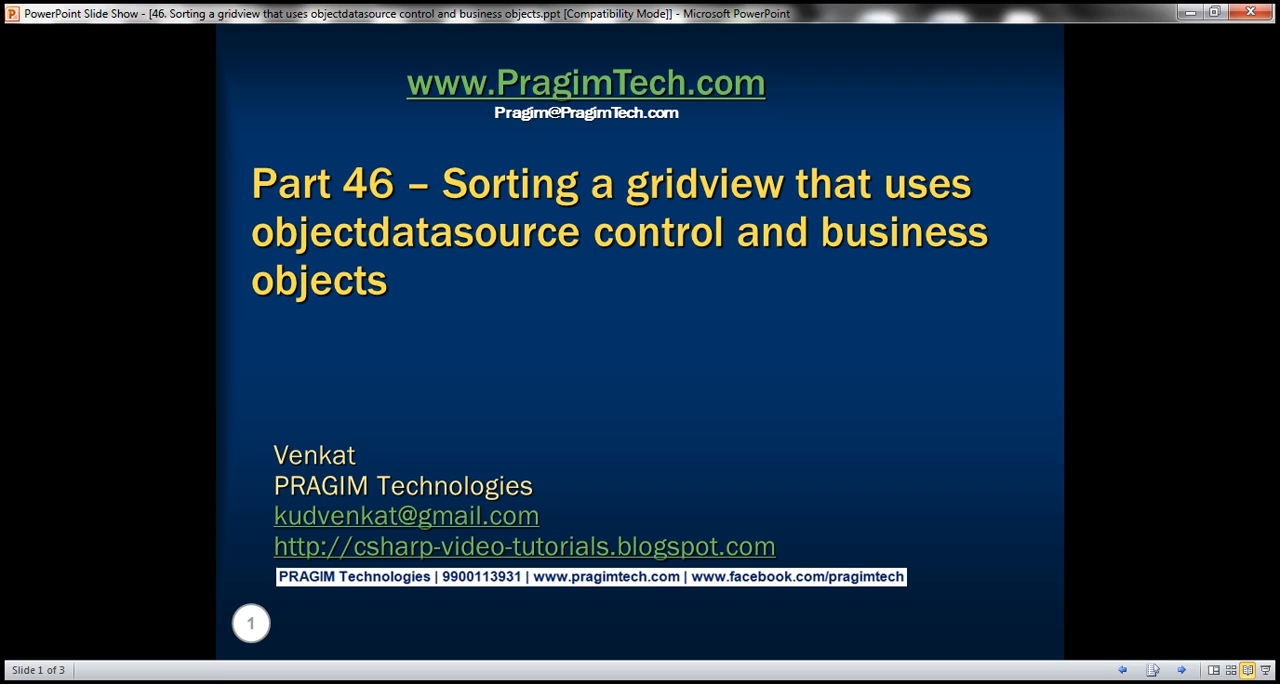 PowerPoint Slide Show - [46. Sorting a gridview that uses objectdatasource control and business objects.ppt [Compatibility Mode]] - Microsoft PowerPoint
www.PragimTech.com
Pragim@PragimTech.com
Part 46 – Sorting a gridview that uses
objectdatasource control and business
objects
Venkat
PRAGIM Technologies
kudvenkat@gmail.com
http://csharp-video-tutorials.blogspot.com
PRAGIM Technologies | 9900113931 | www.pragimtech.com | www.facebook.com/pragimtech
1
Slide 1 of 3